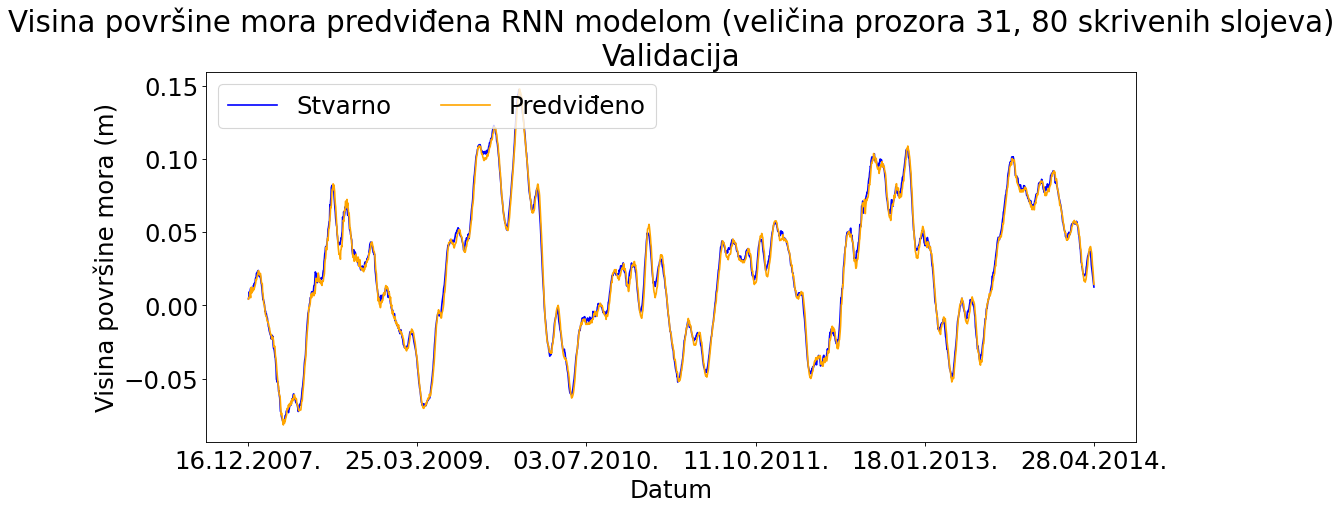 Visina površine mora predviđena RNN modelom (veličina prozora 31, 80 skrivenih slojeva)
Validacija
Stvarno
Predviđeno
Visina površine mora (m)
0.15
0.10
0.05
0.00
−0.05
16.12.2007.
25.03.2009.
03.07.2010.
11.10.2011.
18.01.2013.
28.04.2014.
Datum